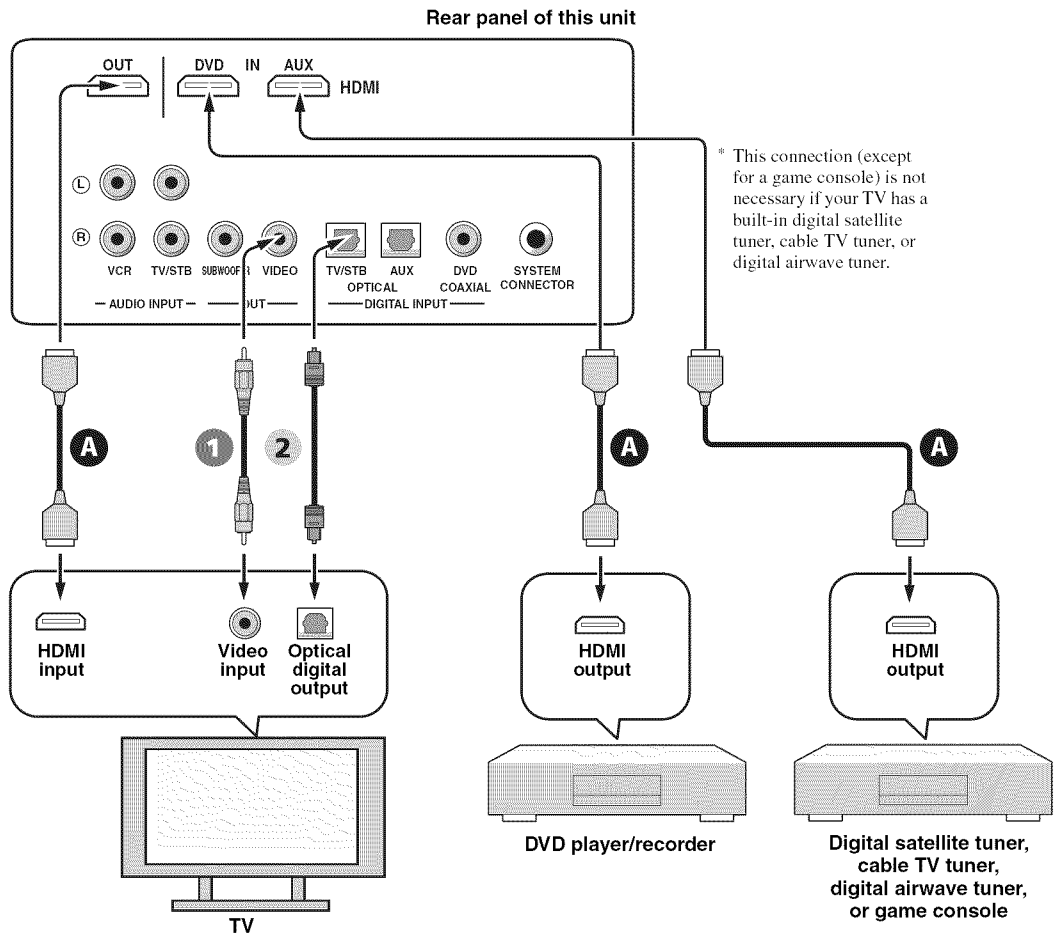 Rear panel of this unit
OUT DVD IN AUX
HDMI
* This connection (except
for a game console) is not
necessary if your TV has a
built-in digital satellite
tuner, cable TV tuner, or
digital airwave tuner.
L
R
VCR TV/STB VIDEO TV/STB AUX DVD SYSTEM
OPTICAL COAXIAL CONNECTOR
AUDIO INPUT DIGITAL INPUT
A 1 2 A A
HDMI
input
Video
input
Optical
digital
output
HDMI
output
HDMI
output
TV
DVD player/recorder
Digital satellite tuner,
cable TV tuner,
digital airwave tuner,
or game console